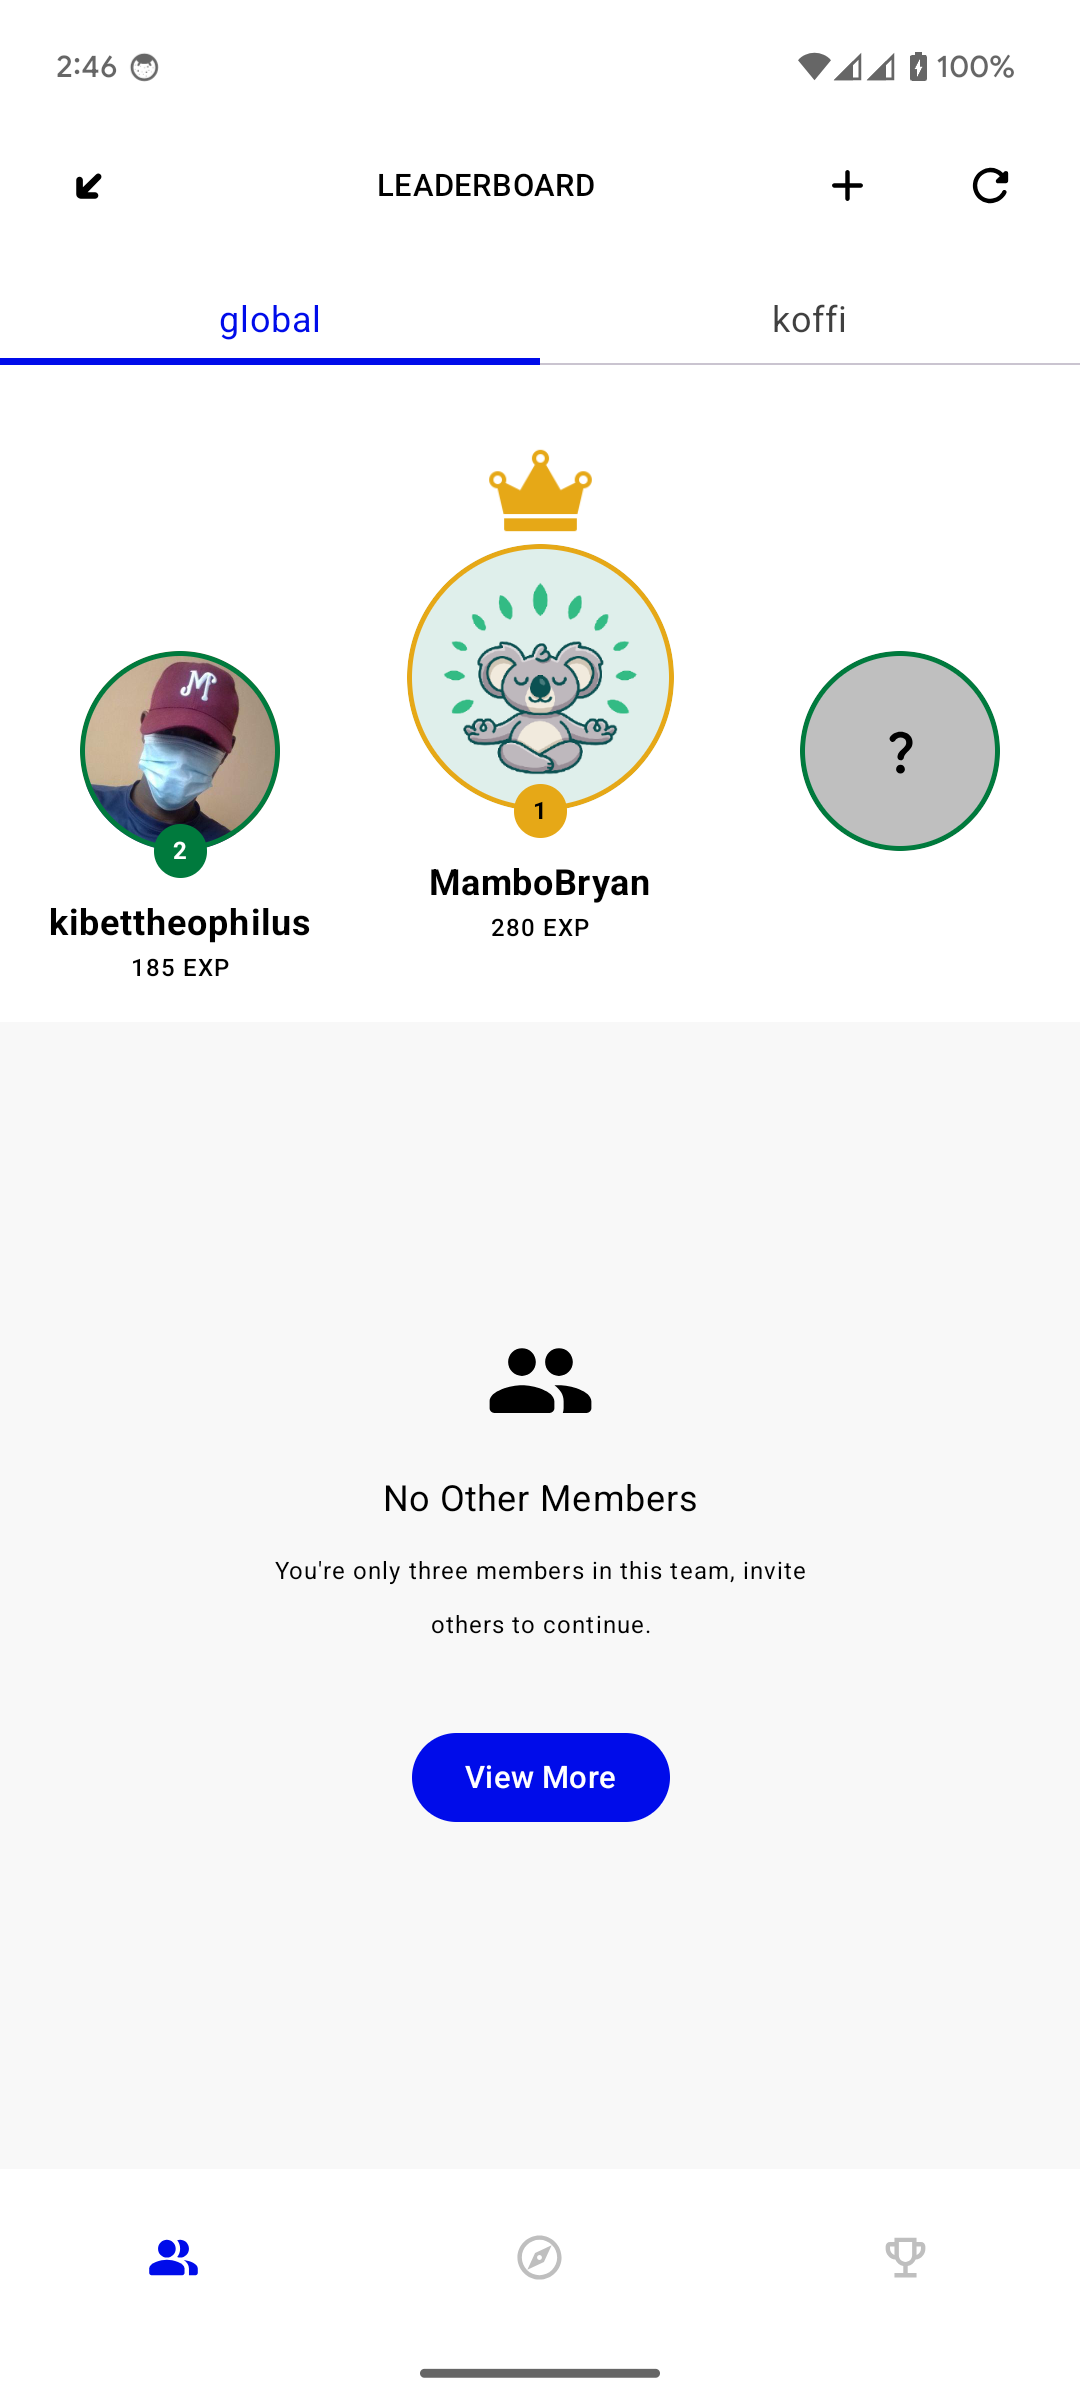 2:46
100%
LEADERBOARD
global
koffi
M
?
1
2
MamboBryan
280 EXP
kibettheophilus
185 EXP
No Other Members
You're only three members in this team, invite
others to continue.
View More